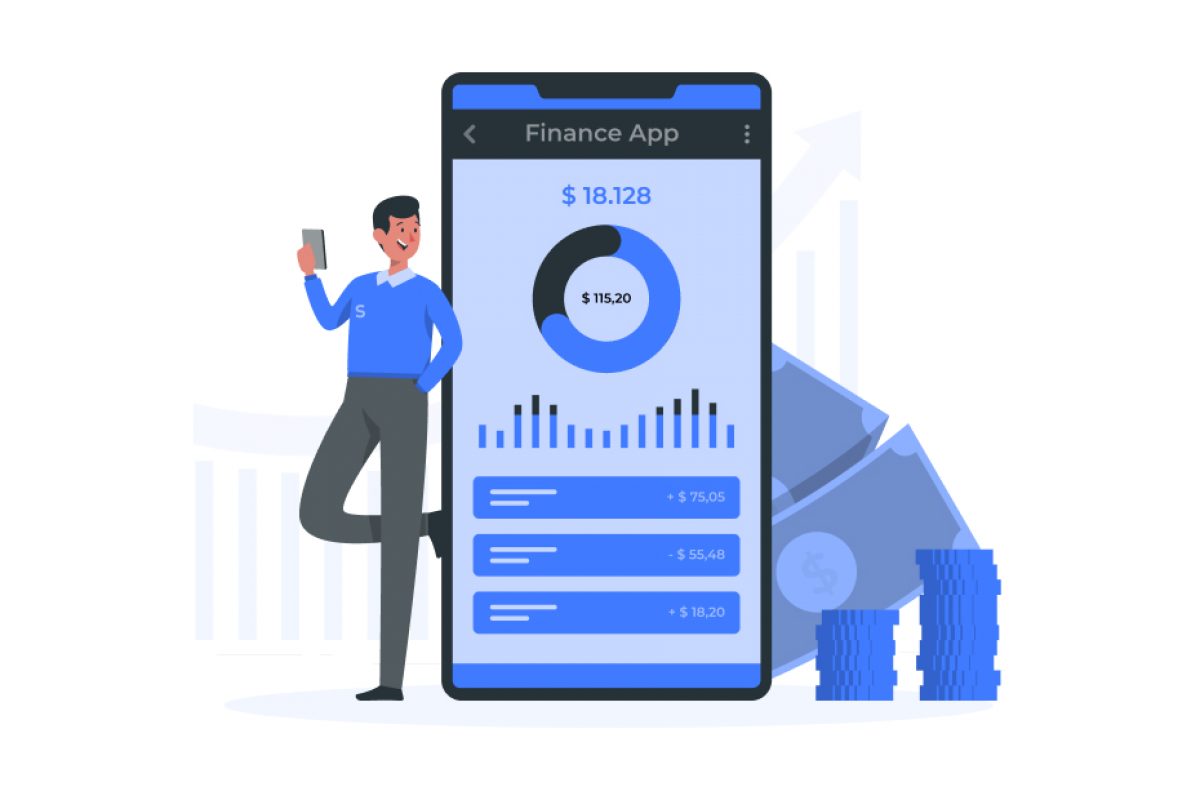 Finance App
$ 18.128
$ 115,20
S
+ $ 75,05
- $ 55,48
+ $ 18,20
$